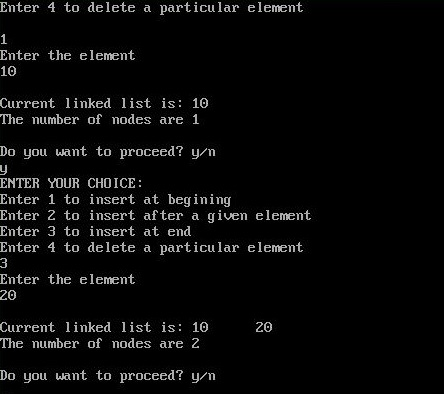 Enter 4 to delete a particular element
1
Enter the element
10
Current linked list is: 10
The number of nodes are 1
Do you want to proceed? y/n
y
ENTER YOUR CHOICE:
Enter 1 to insert at begining
Enter 2 to insert after a given element
Enter 3 to insert at end
Enter 4 to delete a particular element
3
Enter the element
20
Current linked list is: 10      20
The number of nodes are 2
Do you want to proceed? y/n